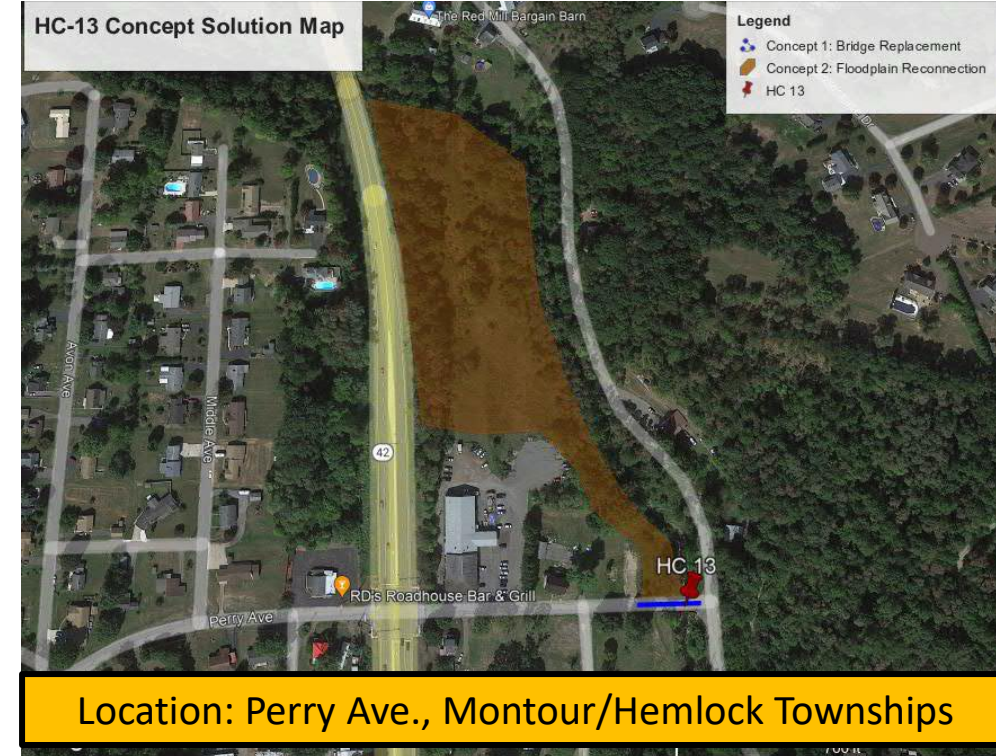 HC-13 Concept Solution Map
The Red Mill Bargain Barn
Legend
Concept 1: Bridge Replacement
Concept 2: Floodplain Reconnection
HC 13
Avon Ave
Middle Ave
42
HC 13
RD's Roadhouse Bar & Grill
Perry Ave
Location: Perry Ave., Montour/Hemlock Townships